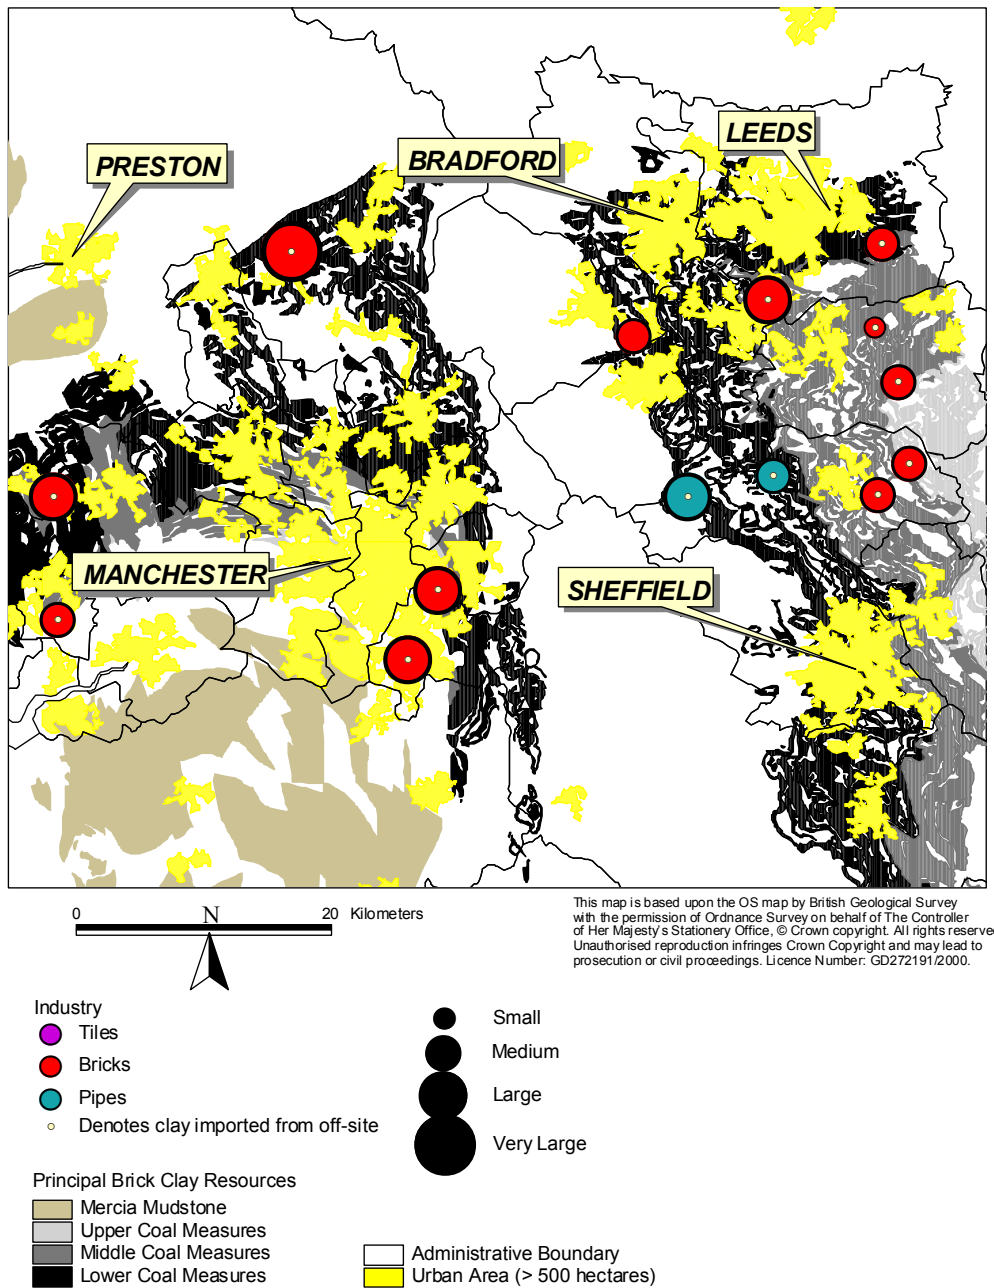 PRESTON
BRADFORD
LEEDS
MANCHESTER
SHEFFIELD
0 N 20 Kilometers
This map is based upon the OS map by British Geological Survey
with the permission of Ordnance Survey on behalf of The Controller
of Her Majesty's Stationery Office, © Crown copyright. All rights reserve
Unauthorised reproduction infringes Crown Copyright and may lead to
prosecution or civil proceedings. Licence Number: GD272191/2000.
Industry
Tiles
Bricks
Pipes
Denotes clay imported from off-site
Small
Medium
Large
Very Large
Principal Brick Clay Resources
Mercia Mudstone
Upper Coal Measures
Middle Coal Measures
Lower Coal Measures
Administrative Boundary
Urban Area (> 500 hectares)